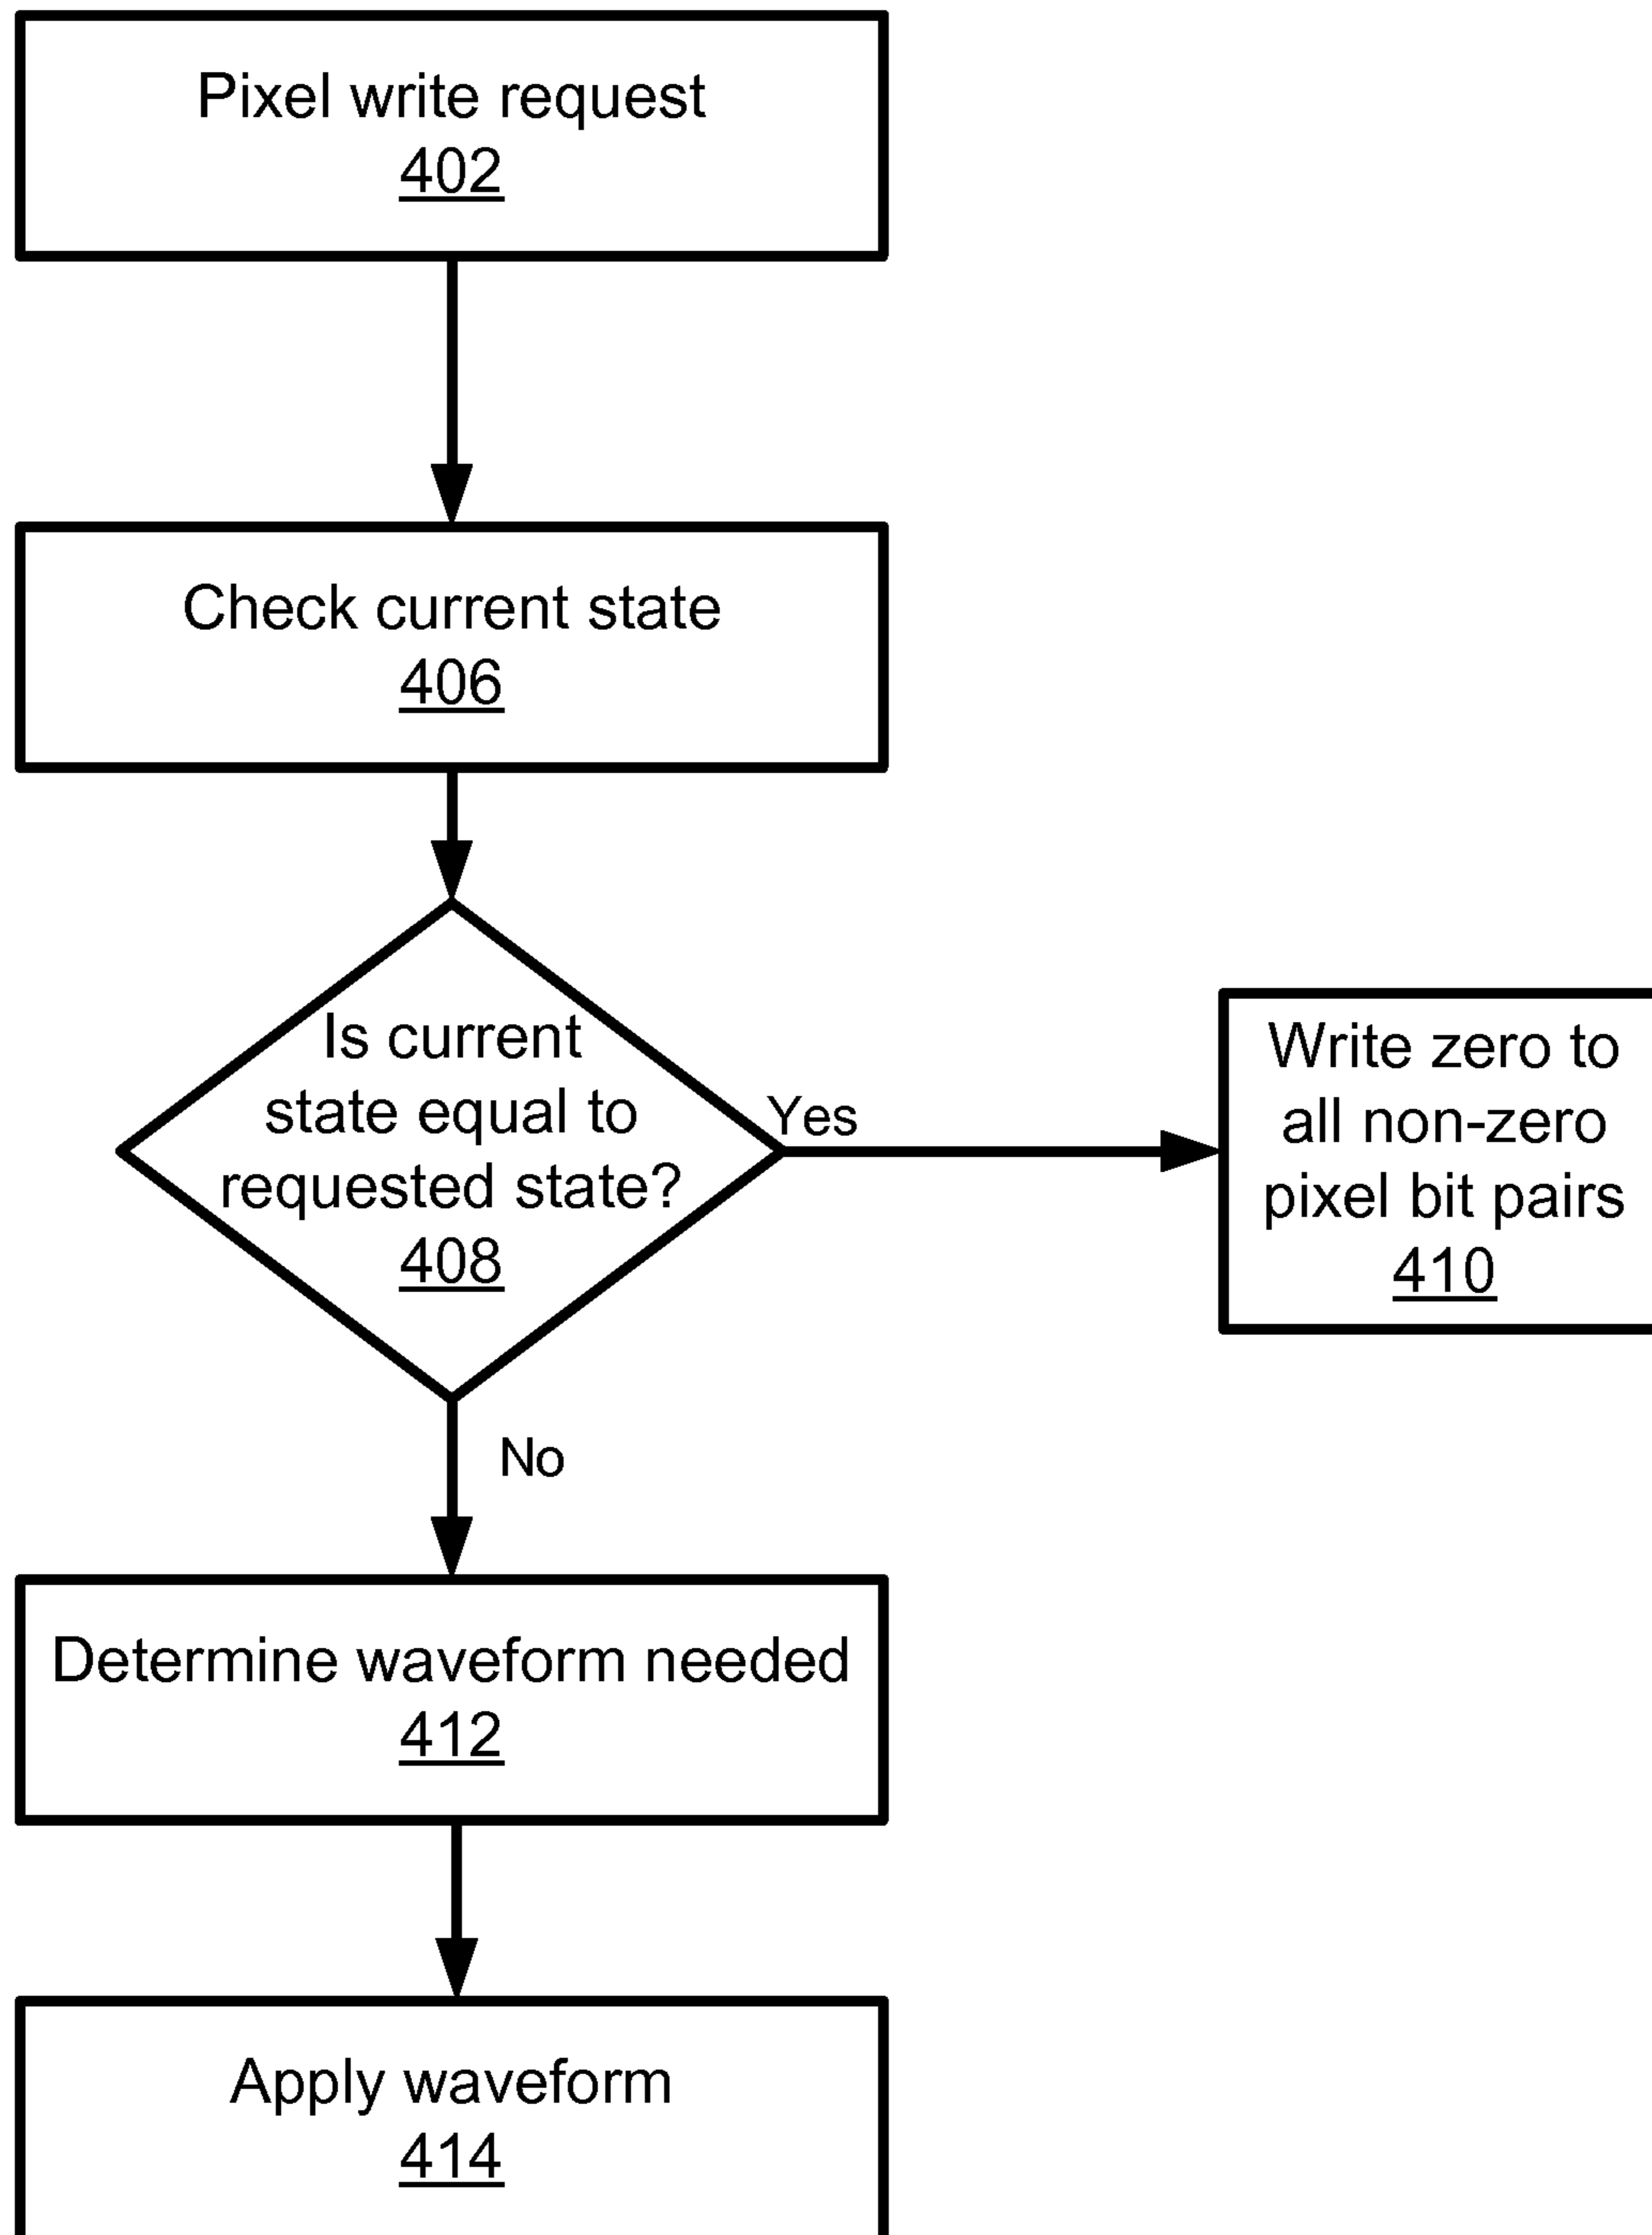 Pixel write request
402
Check current state
406
Is current
state equal to
requested state?
408
Yes
Write zero to
all non-zero
pixel bit pairs
410
No
Determine waveform needed
412
Apply waveform
414